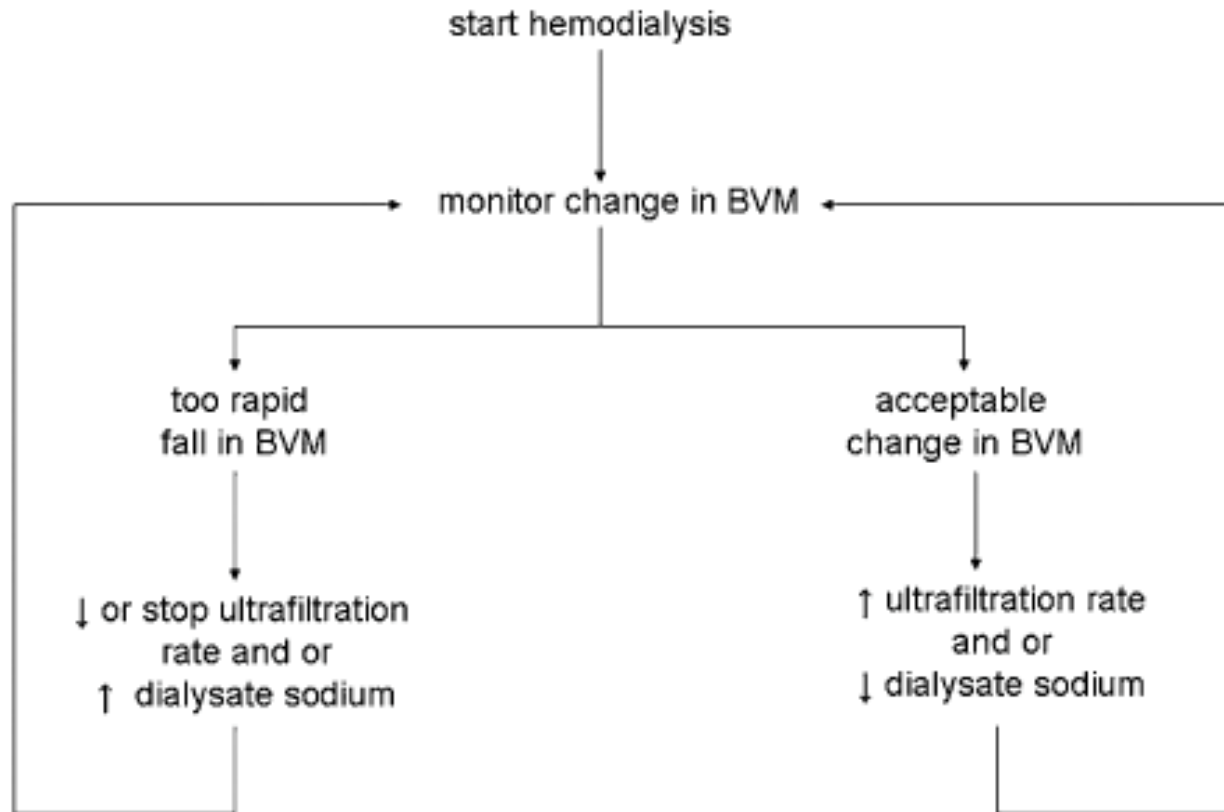 start hemodialysis
monitor change in BVM
too rapid
fall in BVM
↓ or stop ultrafiltration
rate and or
↑ dialysate sodium
acceptable
change in BVM
↑ ultrafiltration rate
and or
↓ dialysate sodium